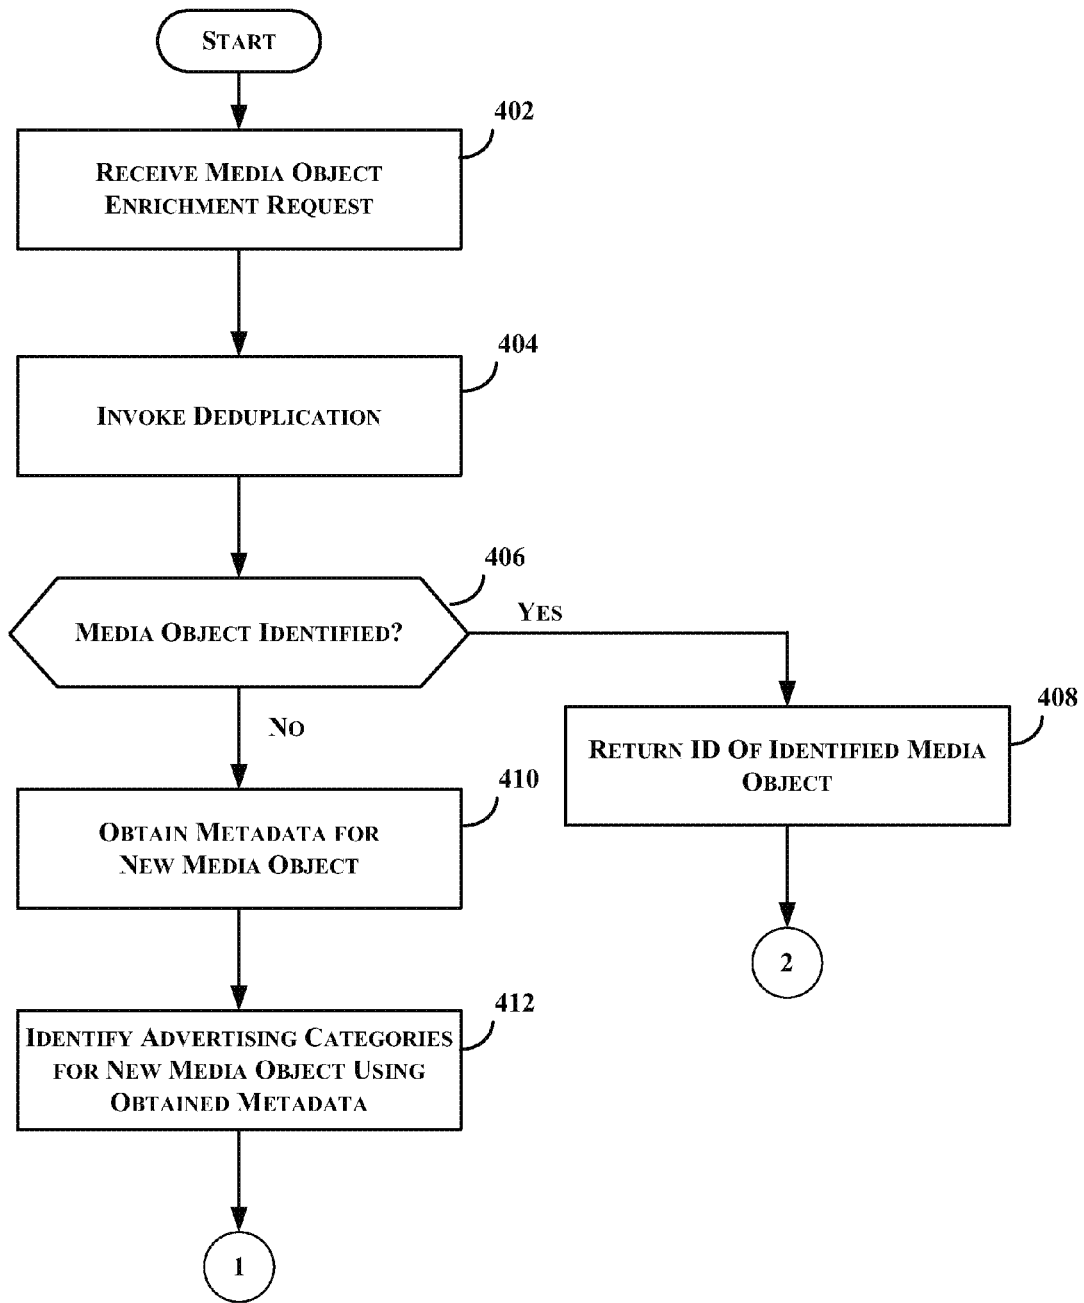 START
402
RECEIVE MEDIA OBJECT
ENRICHMENT REQUEST
404
INVOKE DEDUPLICATION
406
MEDIA OBJECT IDENTIFIED?
YES
NO
408
RETURN ID OF IDENTIFIED MEDIA
OBJECT
410
OBTAIN METADATA FOR
NEW MEDIA OBJECT
2
412
IDENTIFY ADVERTISING CATEGORIES
FOR NEW MEDIA OBJECT USING
OBTAINED METADATA
1